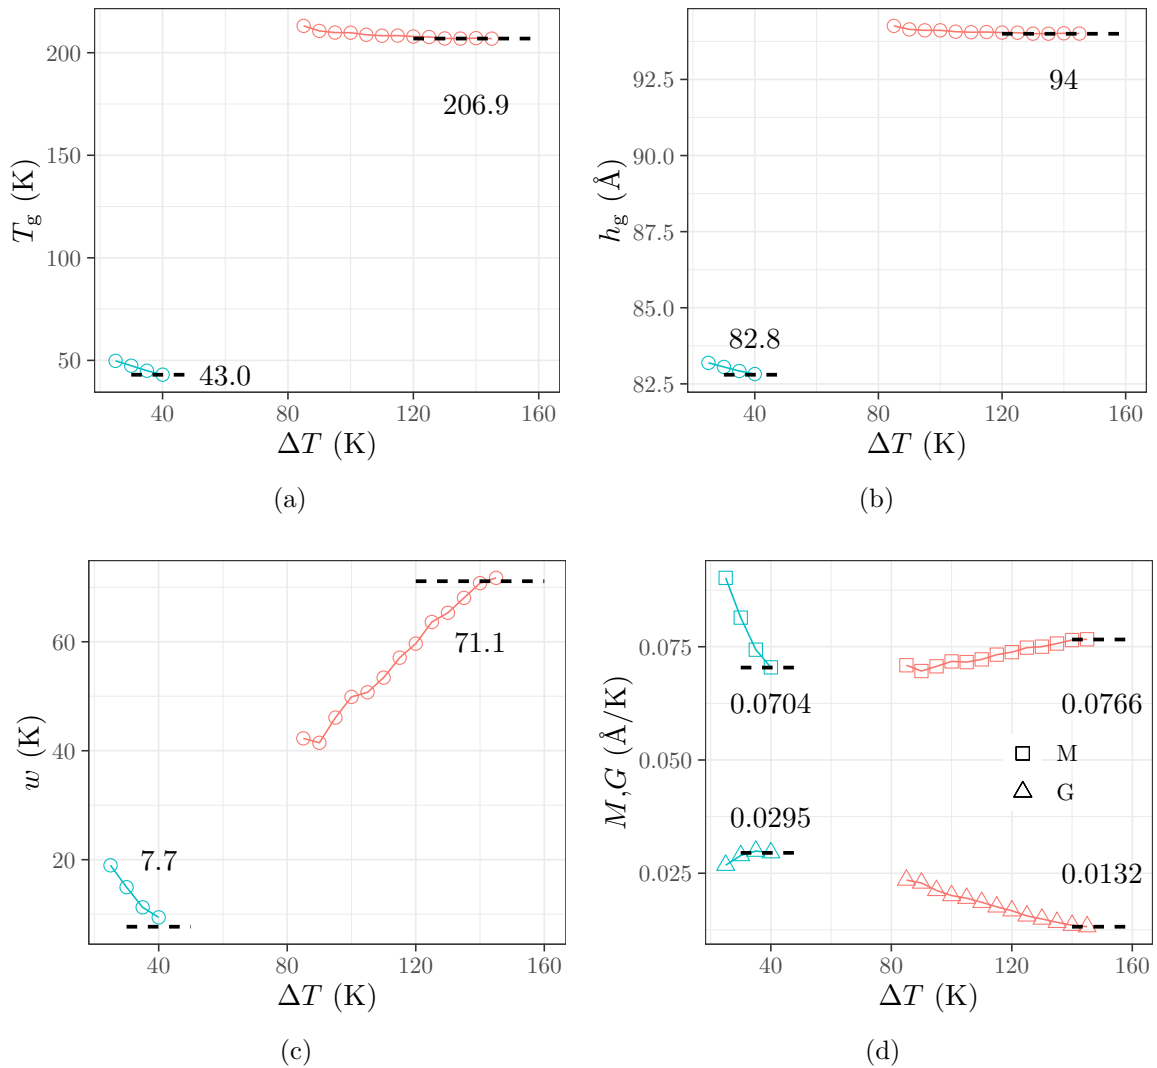 200
150
100
50
T_g (K)
206.9
43.0
40
80
120
160
ΔT (K)
(a)
92.5
90.0
87.5
85.0
82.5
h_g (Å)
94
82.8
40
80
120
160
ΔT (K)
(b)
60
40
20
w (K)
71.1
7.7
40
80
120
160
ΔT (K)
(c)
0.075
0.050
0.025
M,G (Å/K)
0.0704
0.0766
M
G
0.0295
0.0132
40
80
120
160
ΔT (K)
(d)